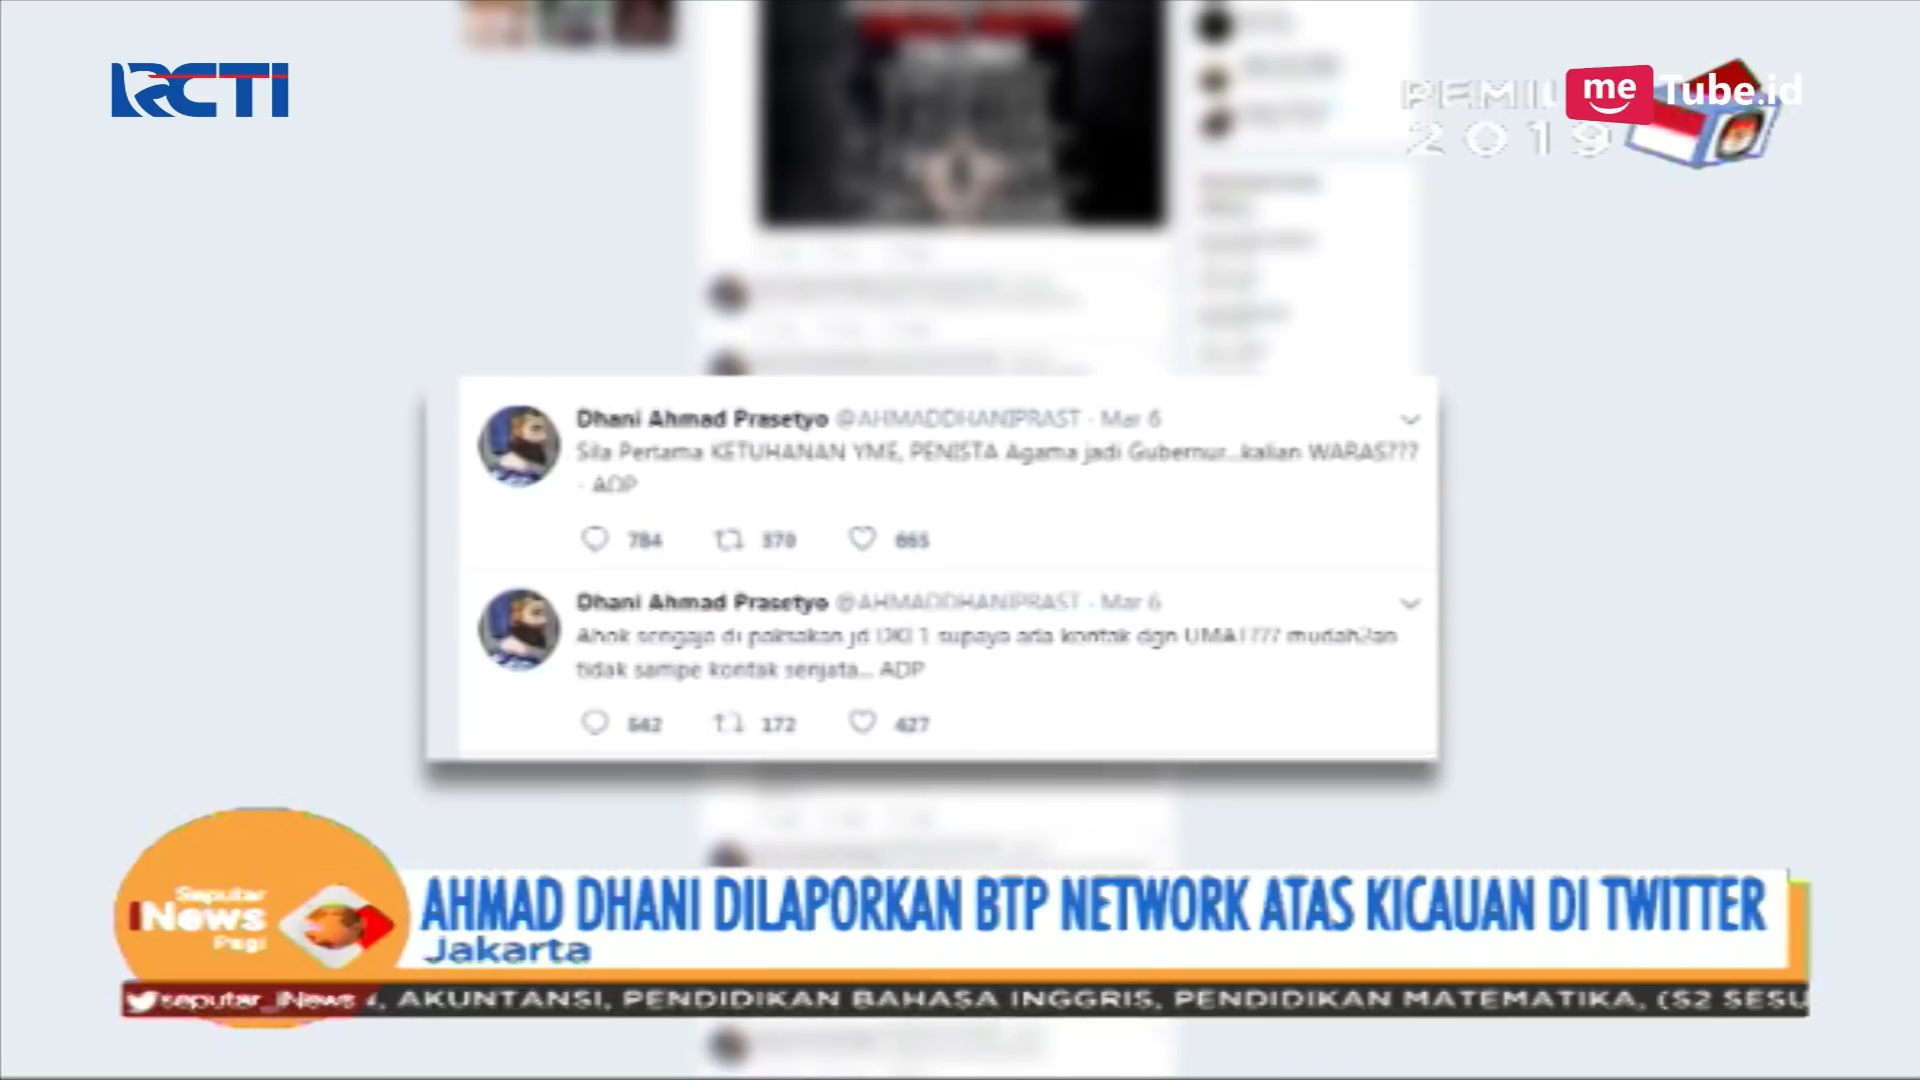 RCTI
PEMIL
me Tube.id
2019
Dhani Ahmad Prasetyo @AHMADDHANIPRAST - Mar 6
Sila Pertama KETUHANAN YME, PENISTA Agama jadi Gubernur...kalian WARAS???
- ADP
784 370 665
Dhani Ahmad Prasetyo @AHMADDHANIPRAST - Mar 6
Ahok sengaja di paksakan jd DKI 1 supaya ada kontak dgn UMAT??? mudah2an
tidak sampe kontak senjata... ADP
172 427
Seputar
iNews
Pagi
AHMAD DHANI DILAPORKAN BTP NETWORK ATAS KICAUAN DI TWITTER
Jakarta
seputar_iNews , AKUNTANSI, PENDIDIKAN BAHASA INGGRIS, PENDIDIKAN MATEMATIKA, (S2 SESU